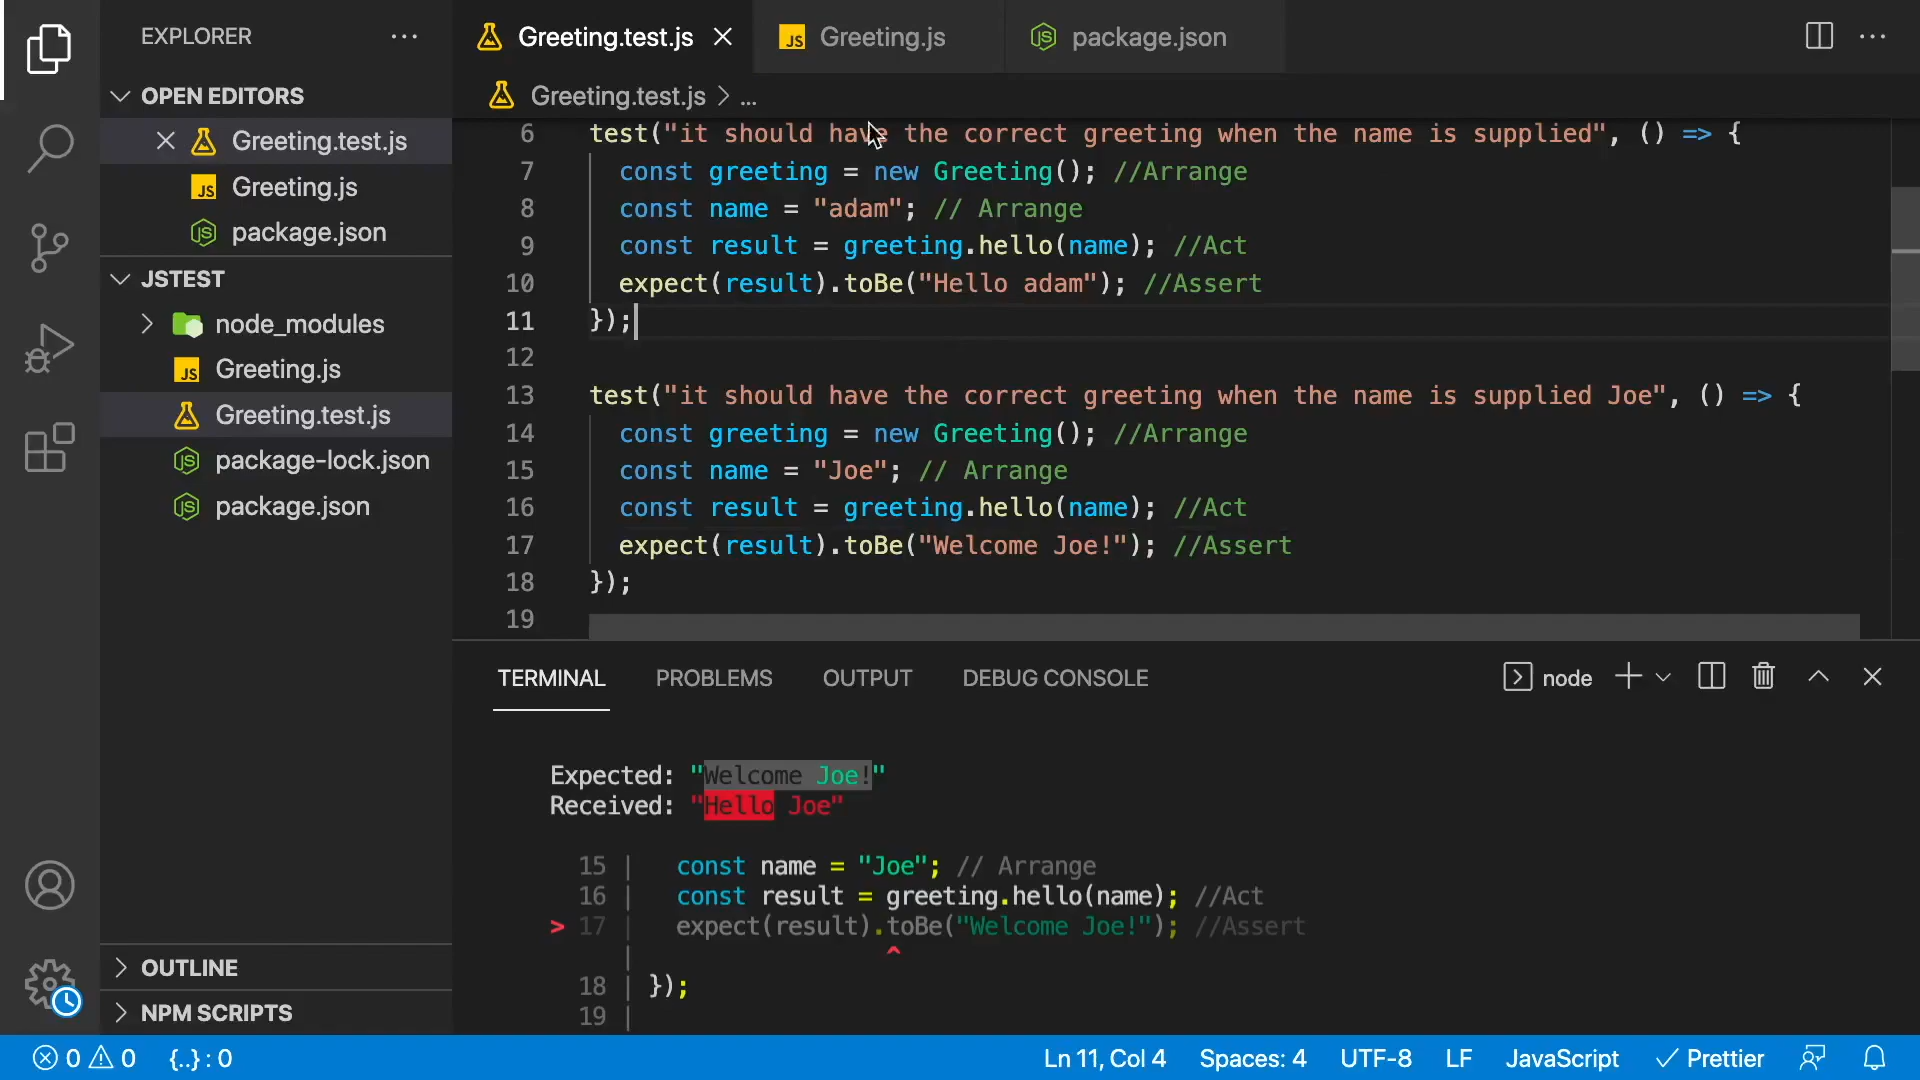 EXPLORER
OPEN EDITORS
Greeting.test.js
JS Greeting.js
package.json
JSTEST
node_modules
JS Greeting.js
Greeting.test.js
package-lock.json
package.json
OUTLINE
NPM SCRIPTS
Greeting.test.js
JS Greeting.js
package.json
Greeting.test.js > ...
6 test("it should have the correct greeting when the name is supplied", () => {
7 const greeting = new Greeting(); //Arrange
8 const name = "adam"; // Arrange
9 const result = greeting.hello(name); //Act
10 expect(result).toBe("Hello adam"); //Assert
11 });
12
13 test("it should have the correct greeting when the name is supplied Joe", () => {
14 const greeting = new Greeting(); //Arrange
15 const name = "Joe"; // Arrange
16 const result = greeting.hello(name); //Act
17 expect(result).toBe("Welcome Joe!"); //Assert
18 });
19
TERMINAL PROBLEMS OUTPUT DEBUG CONSOLE
node
Expected: "Welcome Joe!"
Received: "Hello Joe"
15 | const name = "Joe"; // Arrange
16 | const result = greeting.hello(name); //Act
> 17 | expect(result).toBe("Welcome Joe!"); //Assert
| ^
18 | });
19 |
0 0 {..} : 0
Ln 11, Col 4 Spaces: 4 UTF-8 LF JavaScript Prettier